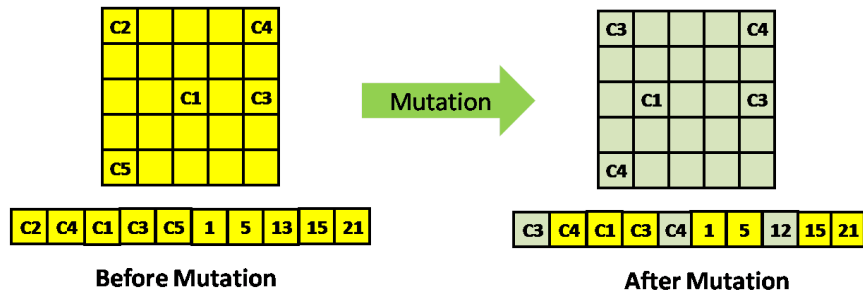 C2 C4 C3 C4
C1 C3 Mutation C1 C3
C5 C4
C2 C4 C1 C3 C5 1 5 13 15 21
C3 C4 C1 C3 C4 1 5 12 15 21
Before Mutation
After Mutation